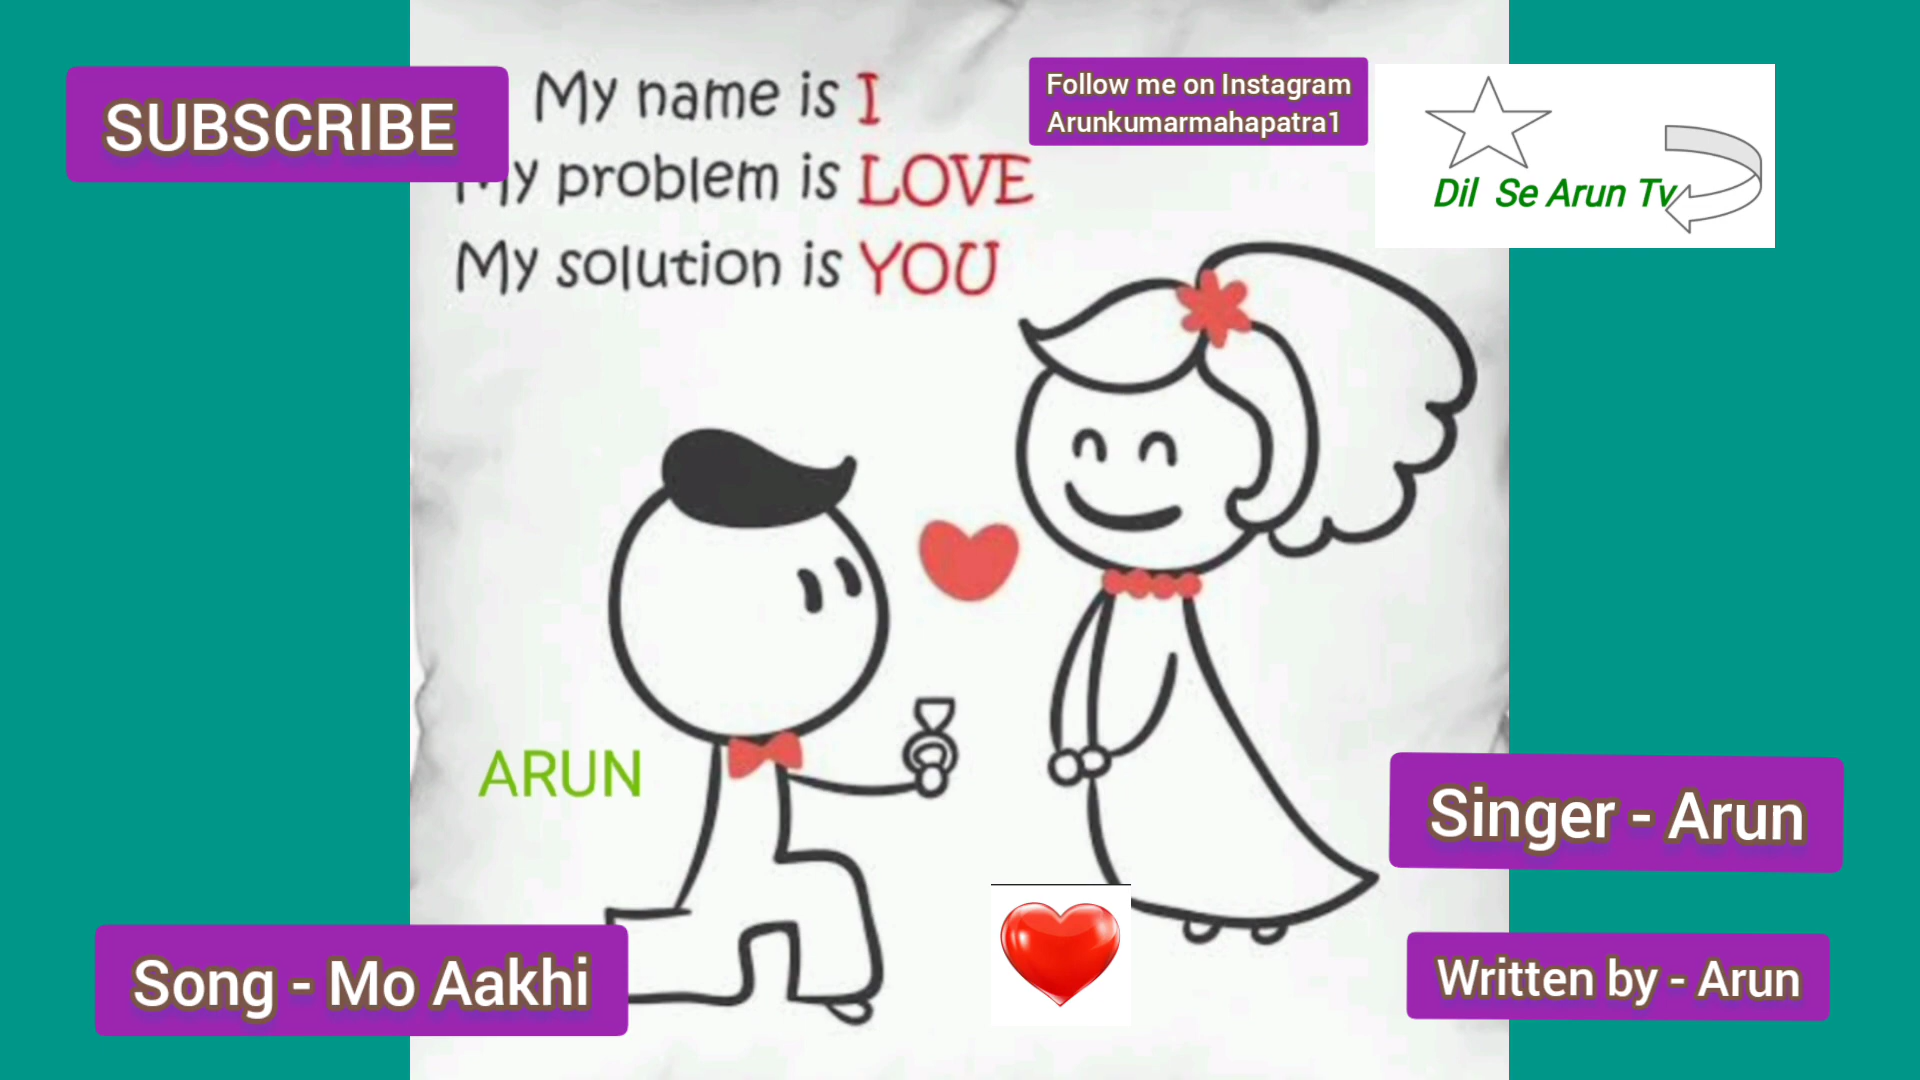 SUBSCRIBE
My name is I
My problem is LOVE
My solution is YOU
Follow me on Instagram
Arunkumarmahapatra1
Dil Se Arun Tv
ARUN
Singer - Arun
Song - Mo Aakhi
Written by - Arun